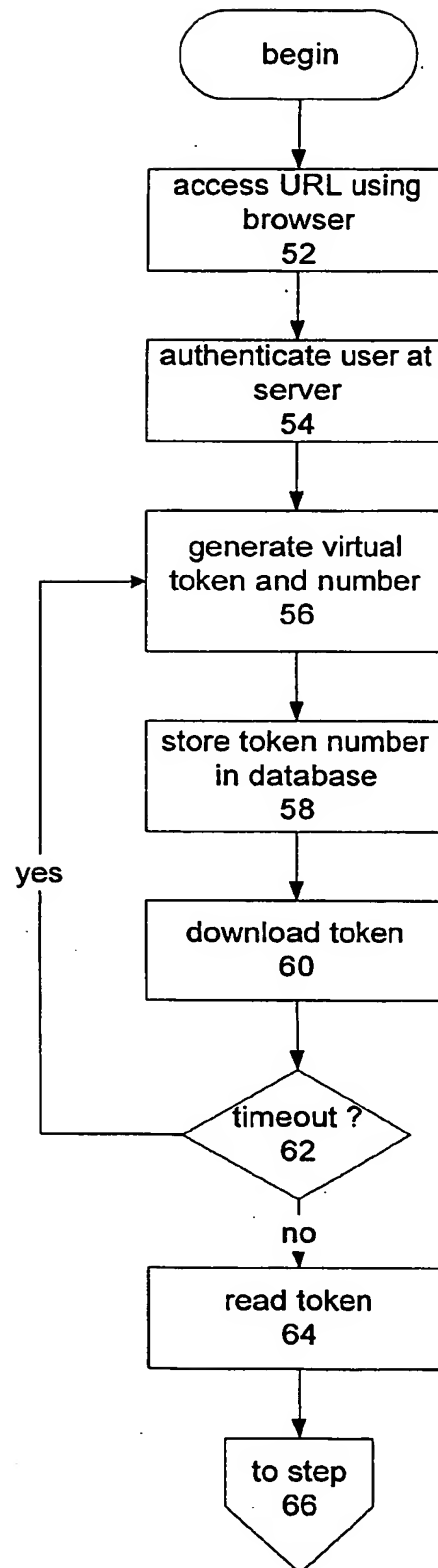 begin
access URL using
browser
52
authenticate user at
server
54
generate virtual
token and number
56
store token number
in database
58
yes
download token
60
timeout ?
62
no
read token
64
to step
66